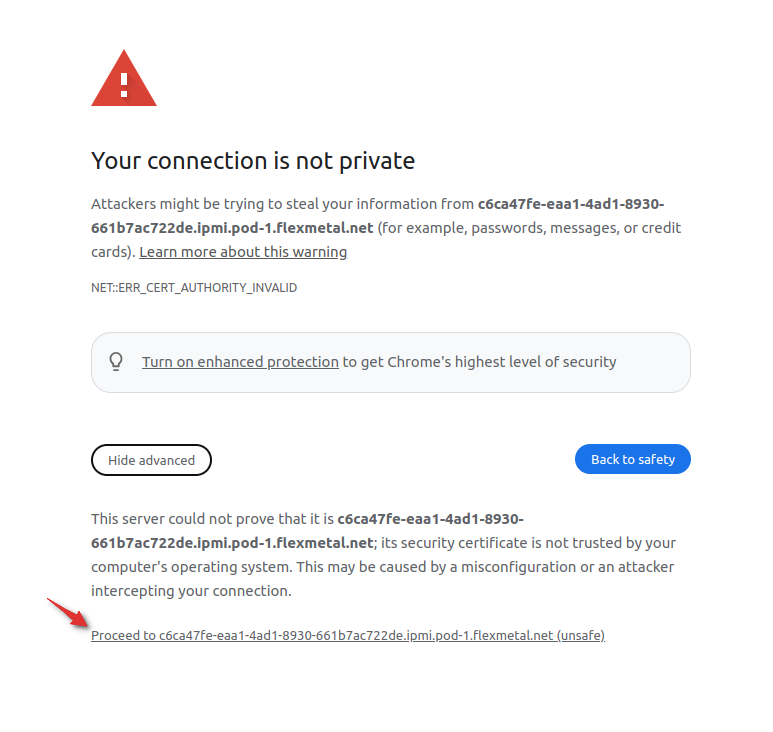 Your connection is not private
Attackers might be trying to steal your information from c6ca47fe-eaa1-4ad1-8930-
661b7ac722de.ipmi.pod-1.flexmetal.net (for example, passwords, messages, or credit
cards). Learn more about this warning
NET::ERR_CERT_AUTHORITY_INVALID
Turn on enhanced protection to get Chrome's highest level of security
Hide advanced
Back to safety
This server could not prove that it is c6ca47fe-eaa1-4ad1-8930-
661b7ac722de.ipmi.pod-1.flexmetal.net; its security certificate is not trusted by your
computer's operating system. This may be caused by a misconfiguration or an attacker
intercepting your connection.
Proceed to c6ca47fe-eaa1-4ad1-8930-661b7ac722de.ipmi.pod-1.flexmetal.net (unsafe)